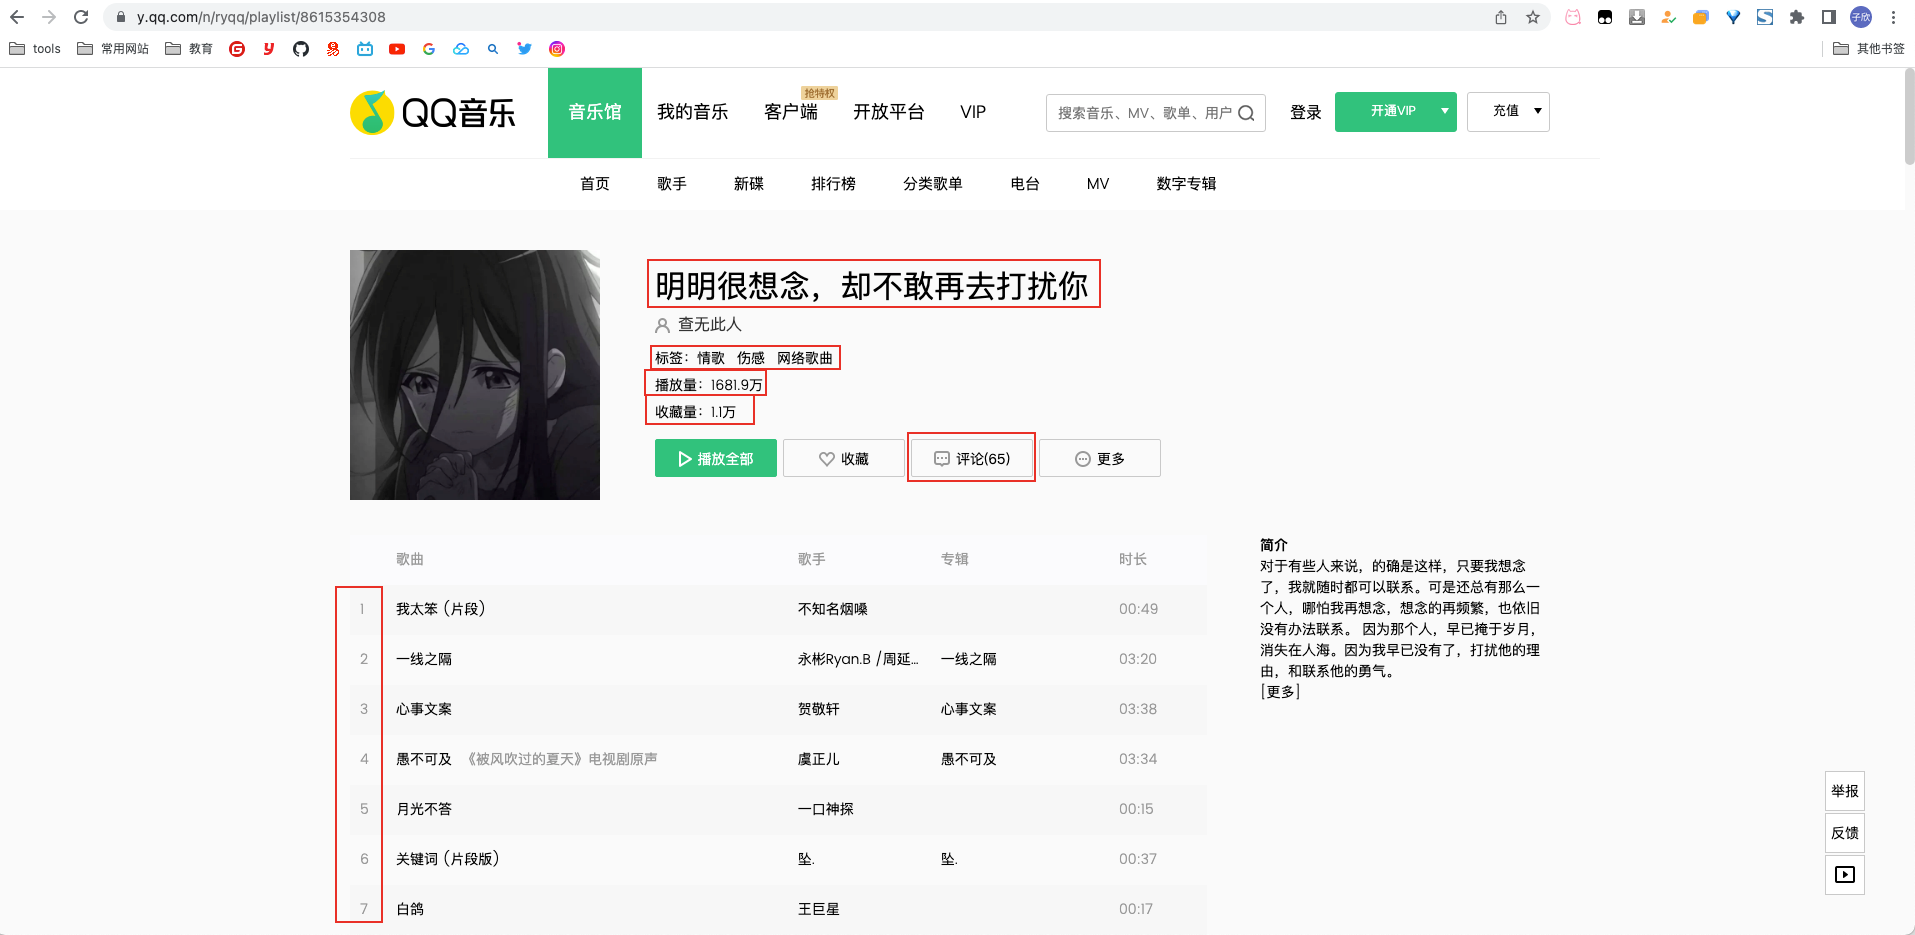 y.qq.com/n/ryqq/playlist/8615354308
子欣
tools 常用网站 教育 其他书签
QQ音乐
音乐馆 我的音乐 客户端 抢特权 开放平台 VIP
搜索音乐、MV、歌单、用户
登录 开通VIP 充值
首页 歌手 新碟 排行榜 分类歌单 电台 MV 数字专辑
明明很想念，却不敢再去打扰你
查无此人
标签：情歌 伤感 网络歌曲
播放量：1681.9万
收藏量：1.1万
播放全部 收藏 评论(65) 更多
歌曲 歌手 专辑 时长
1 我太笨（片段） 不知名烟嗓 00:49
2 一线之隔 永彬Ryan.B /周延... 一线之隔 03:20
3 心事文案 贺敬轩 心事文案 03:38
4 愚不可及 《被风吹过的夏天》电视剧原声 虞正儿 愚不可及 03:34
5 月光不答 一口神探 00:15
6 关键词（片段版） 坠. 坠. 00:37
7 白鸽 王巨星 00:17
简介
对于有些人来说，的确是这样，只要我想念
了，我就随时都可以联系。可是还总有那么一
个人，哪怕我再想念，想念的再频繁，也依旧
没有办法联系。 因为那个人，早已掩于岁月，
消失在人海。因为我早已没有了，打扰他的理
由，和联系他的勇气。
[更多]
举报
反馈